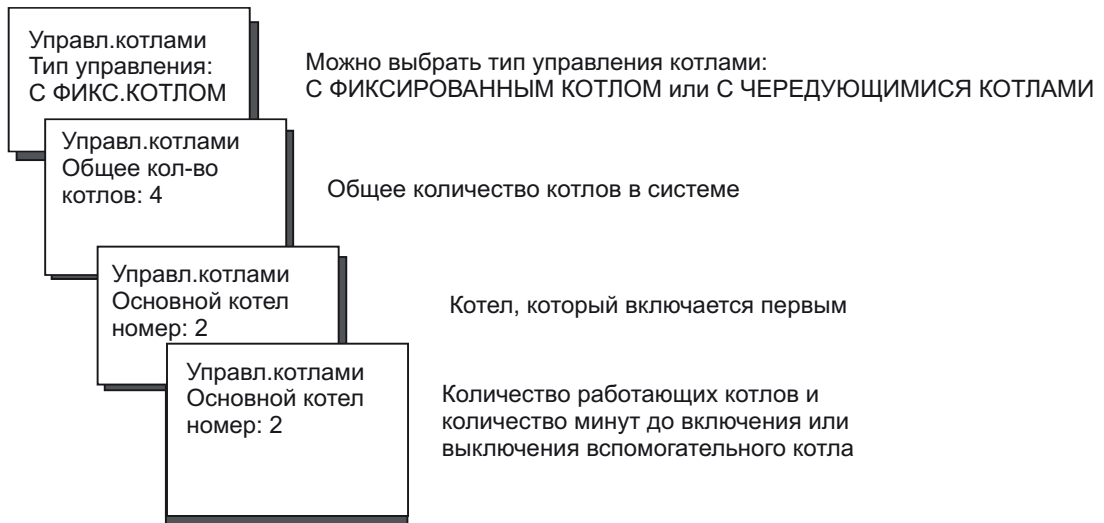 Управл.котлами
Тип управления:
С ФИКС.КОТЛОМ
Можно выбрать тип управления котлами:
С ФИКСИРОВАННЫМ КОТЛОМ или С ЧЕРЕДУЮЩИМИСЯ КОТЛАМИ
Управл.котлами
Общее кол-во
котлов: 4
Общее количество котлов в системе
Управл.котлами
Основной котел
номер: 2
Котел, который включается первым
Управл.котлами
Основной котел
номер: 2
Количество работающих котлов и
количество минут до включения или
выключения вспомогательного котла